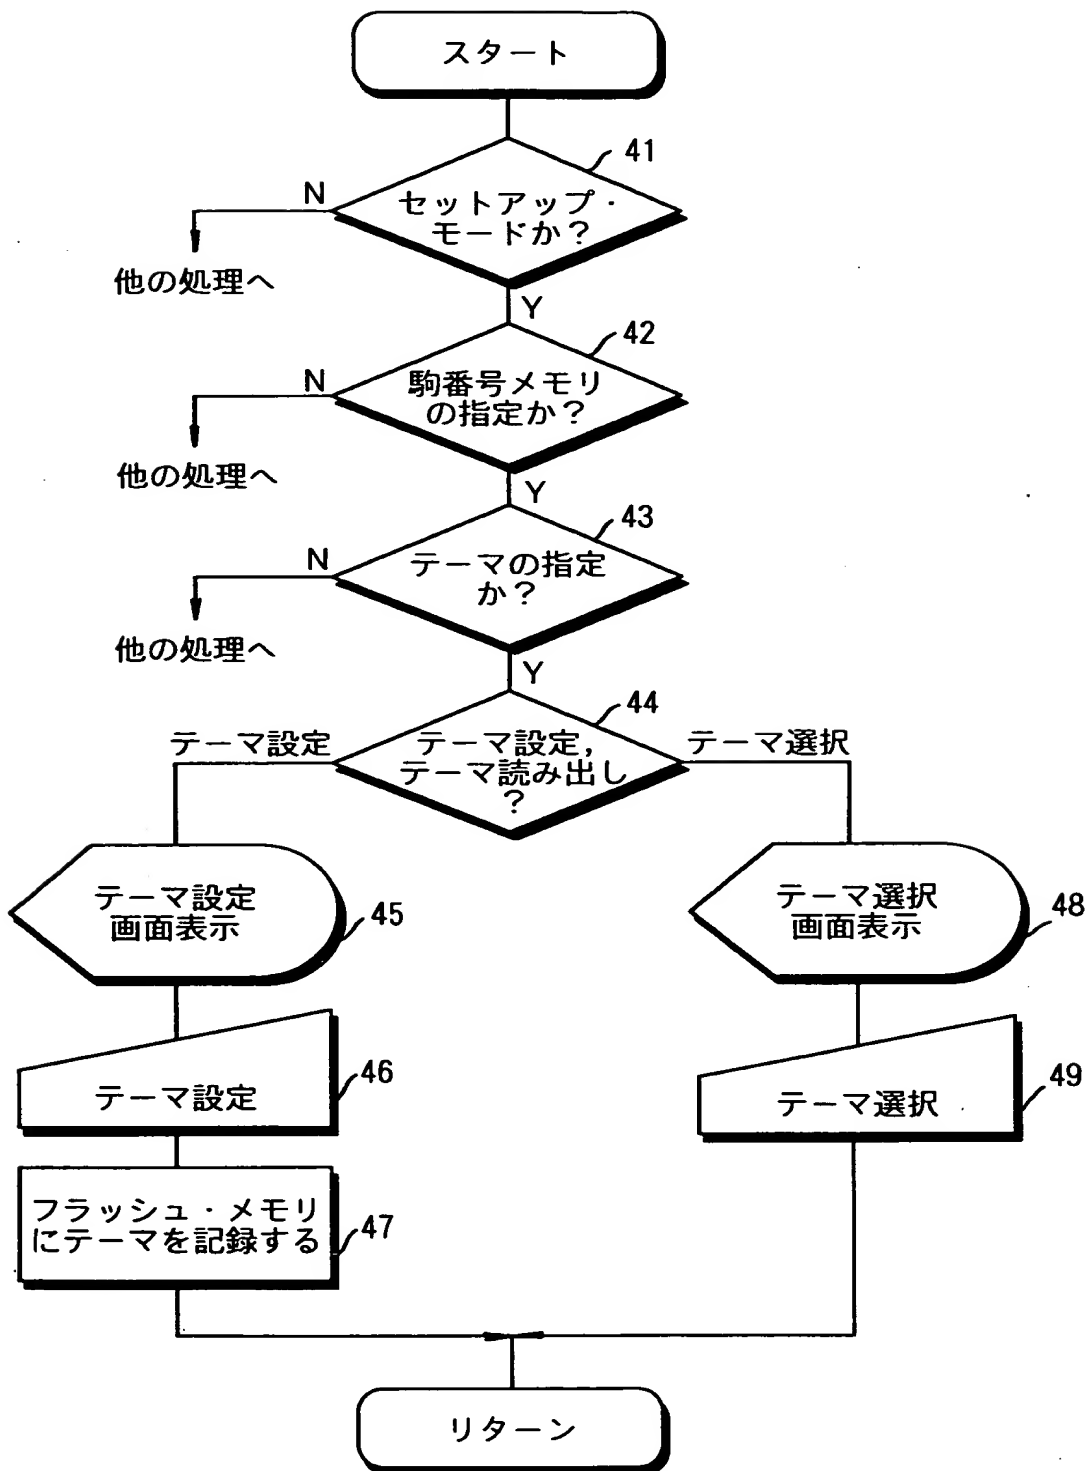 スタート
41
N
セットアップ・
モードか？
他の処理へ
Y
42
N
駒番号メモリ
の指定か？
他の処理へ
Y
43
N
テーマの指定
か？
他の処理へ
Y
44
テーマ設定
テーマ設定，
テーマ読み出し
？
テーマ選択
テーマ設定
画面表示
45
テーマ選択
画面表示
48
テーマ設定
46
テーマ選択
49
フラッシュ・メモリ
にテーマを記録する
47
リターン